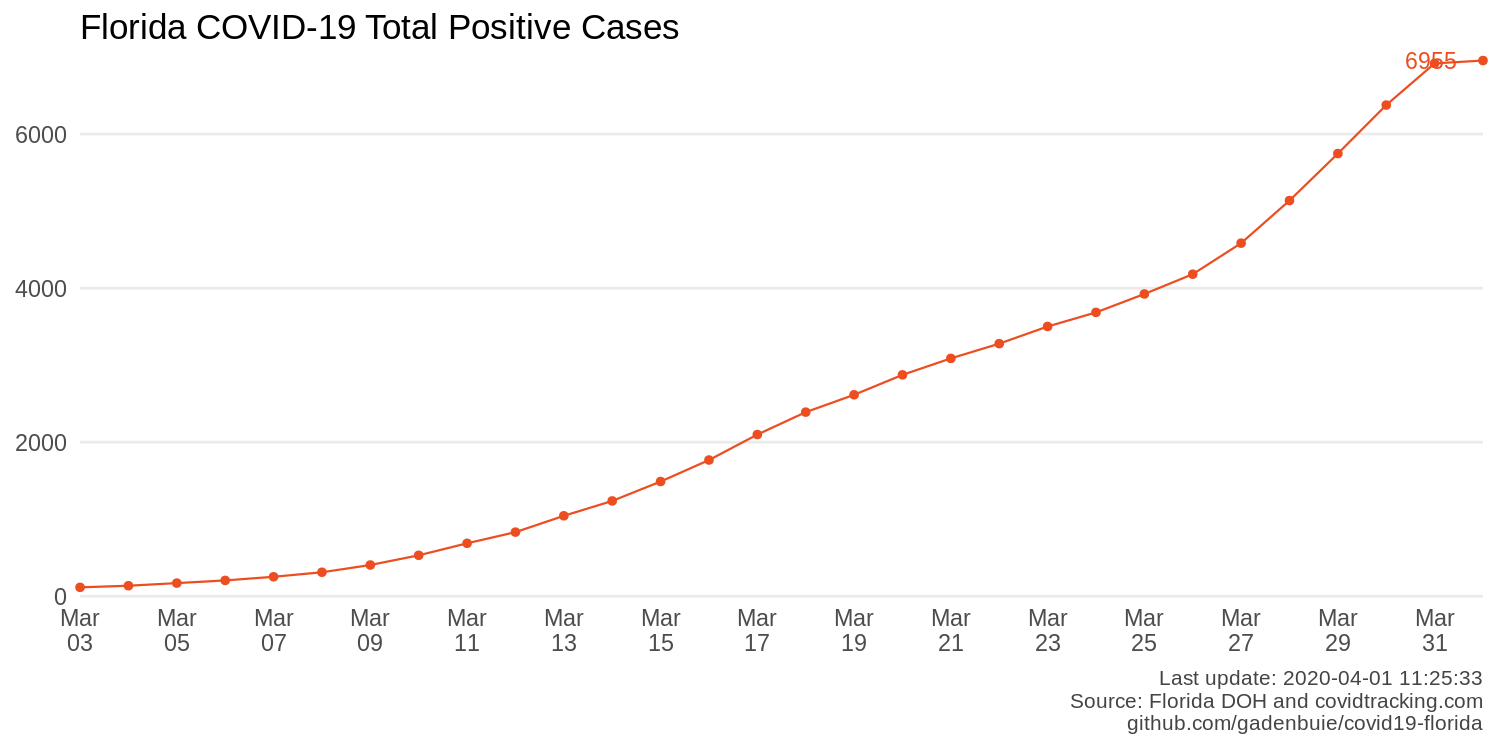 Florida COVID-19 Total Positive Cases
6955
6000
4000
2000
0
Mar Mar Mar Mar Mar Mar Mar Mar Mar Mar Mar Mar Mar Mar Mar
03 05 07 09 11 13 15 17 19 21 23 25 27 29 31
Last update: 2020-04-01 11:25:33
Source: Florida DOH and covidtracking.com
github.com/gadenbuie/covid19-florida